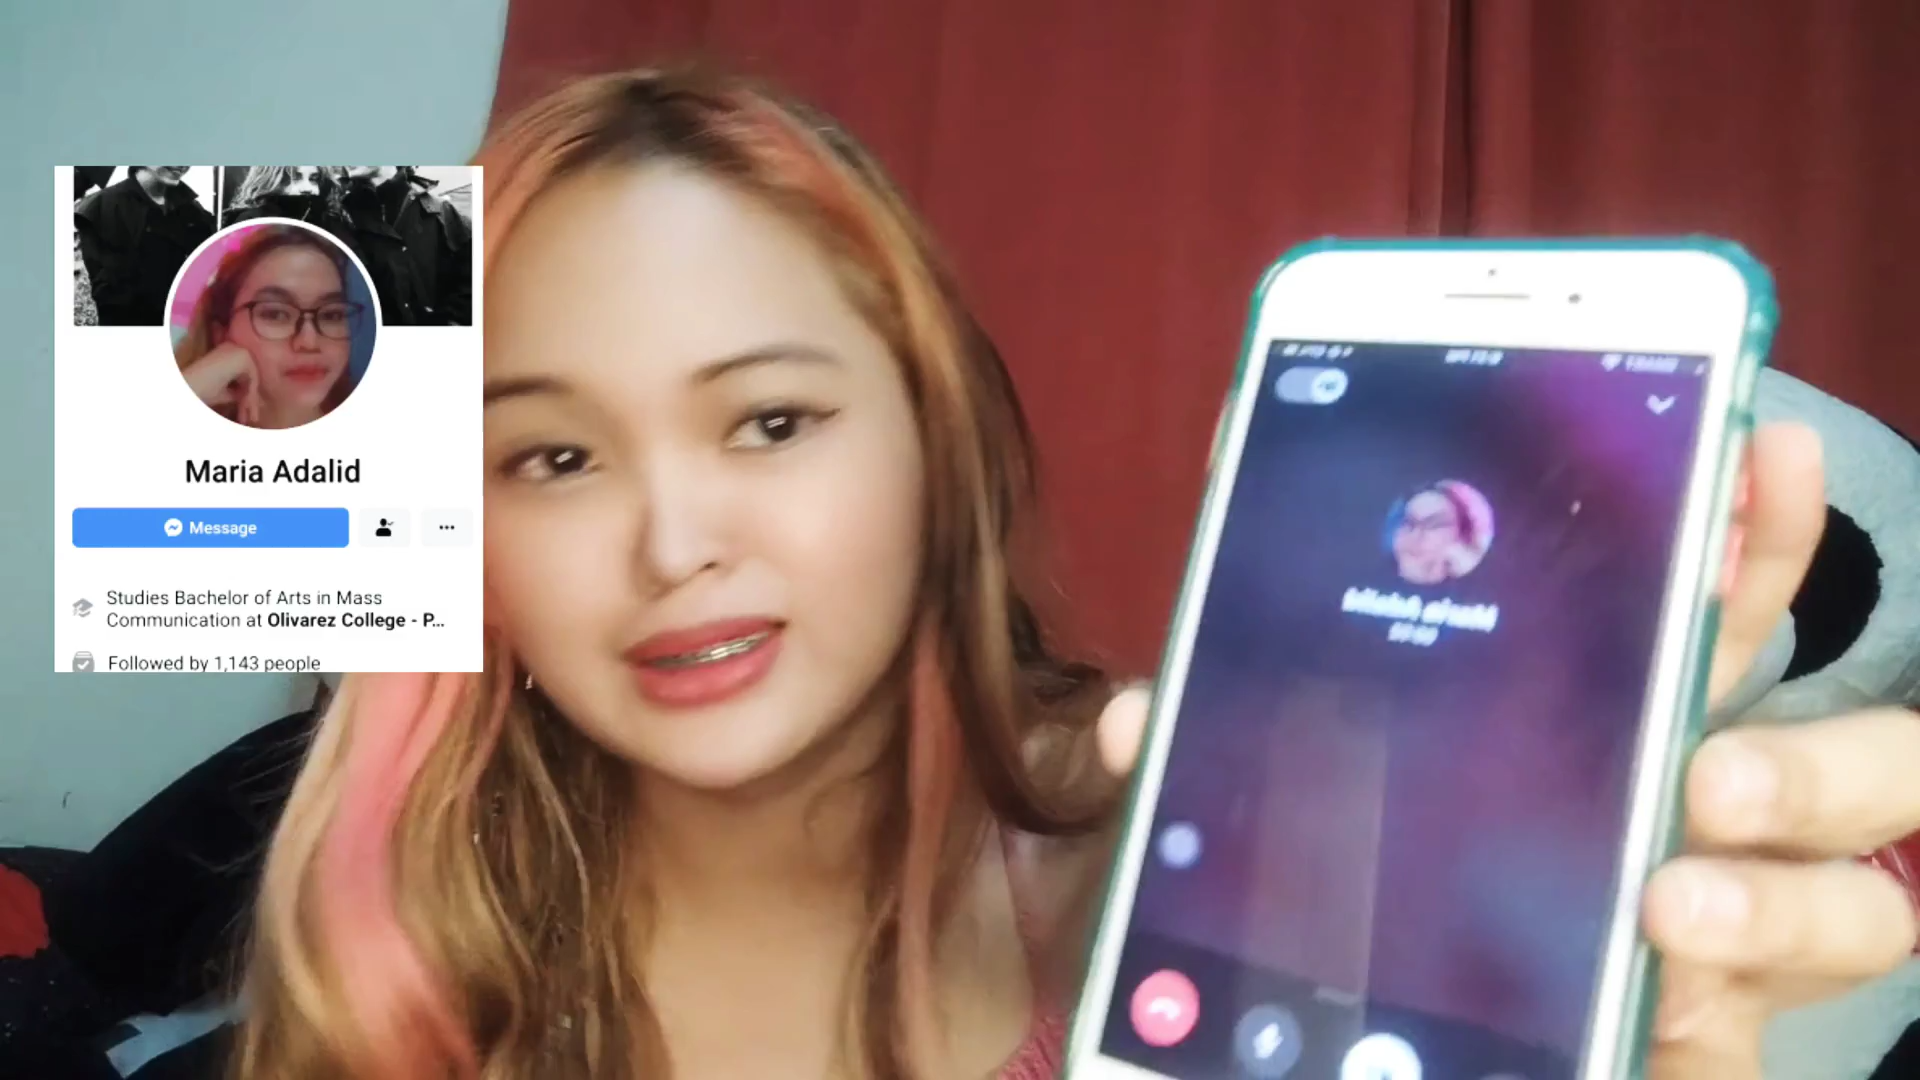 Maria Adalid
Message
Studies Bachelor of Arts in Mass
Communication at Olivarez College - P...
Followed by 1,143 people